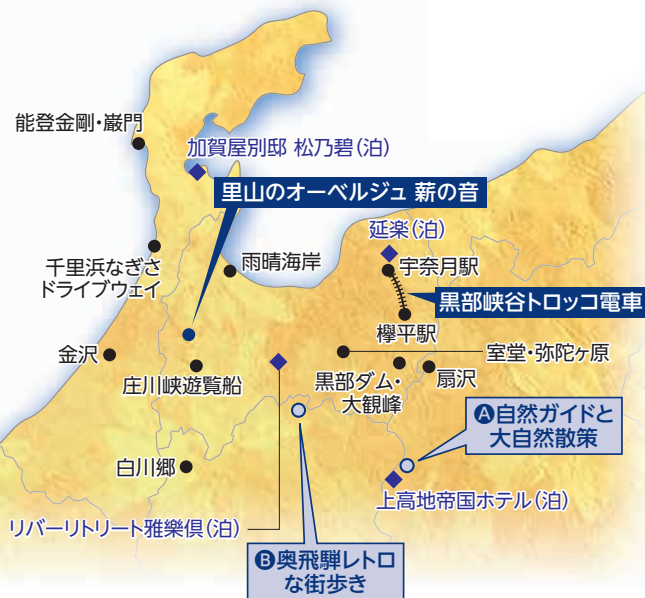 能登金剛・巌門
加賀屋別邸 松乃碧(泊)
里山のオーベルジュ 薪の音
延楽(泊)
千里浜なぎさ
ドライブウェイ
雨晴海岸
宇奈月駅
黒部峡谷トロッコ電車
欅平駅
金沢
庄川峡遊覧船
室堂・弥陀ヶ原
黒部ダム・
大観峰
扇沢
Ⓐ自然ガイドと
大自然散策
白川郷
上高地帝国ホテル(泊)
リバーリトリート雅樂倶(泊)
Ⓑ奥飛騨レトロ
な街歩き